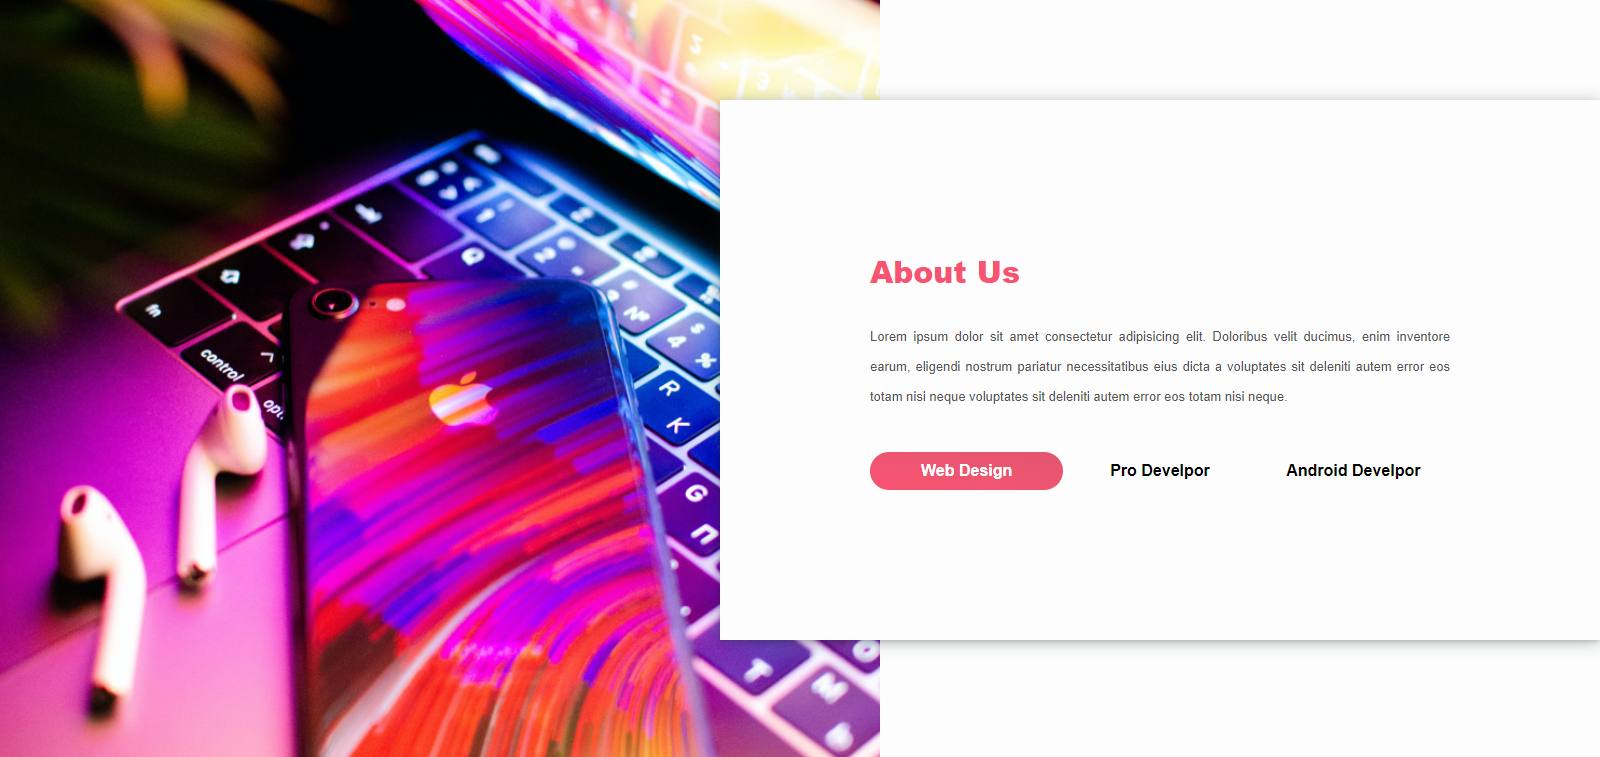 fn
control
R
K
G
П
4 %
T
M
About Us
Lorem ipsum dolor sit amet consectetur adipisicing elit. Doloribus velit ducimus, enim inventore
earum, eligendi nostrum pariatur necessitatibus eius dicta a voluptates sit deleniti autem error eos
totam nisi neque voluptates sit deleniti autem error eos totam nisi neque.
Web Design
Pro Develpor
Android Develpor